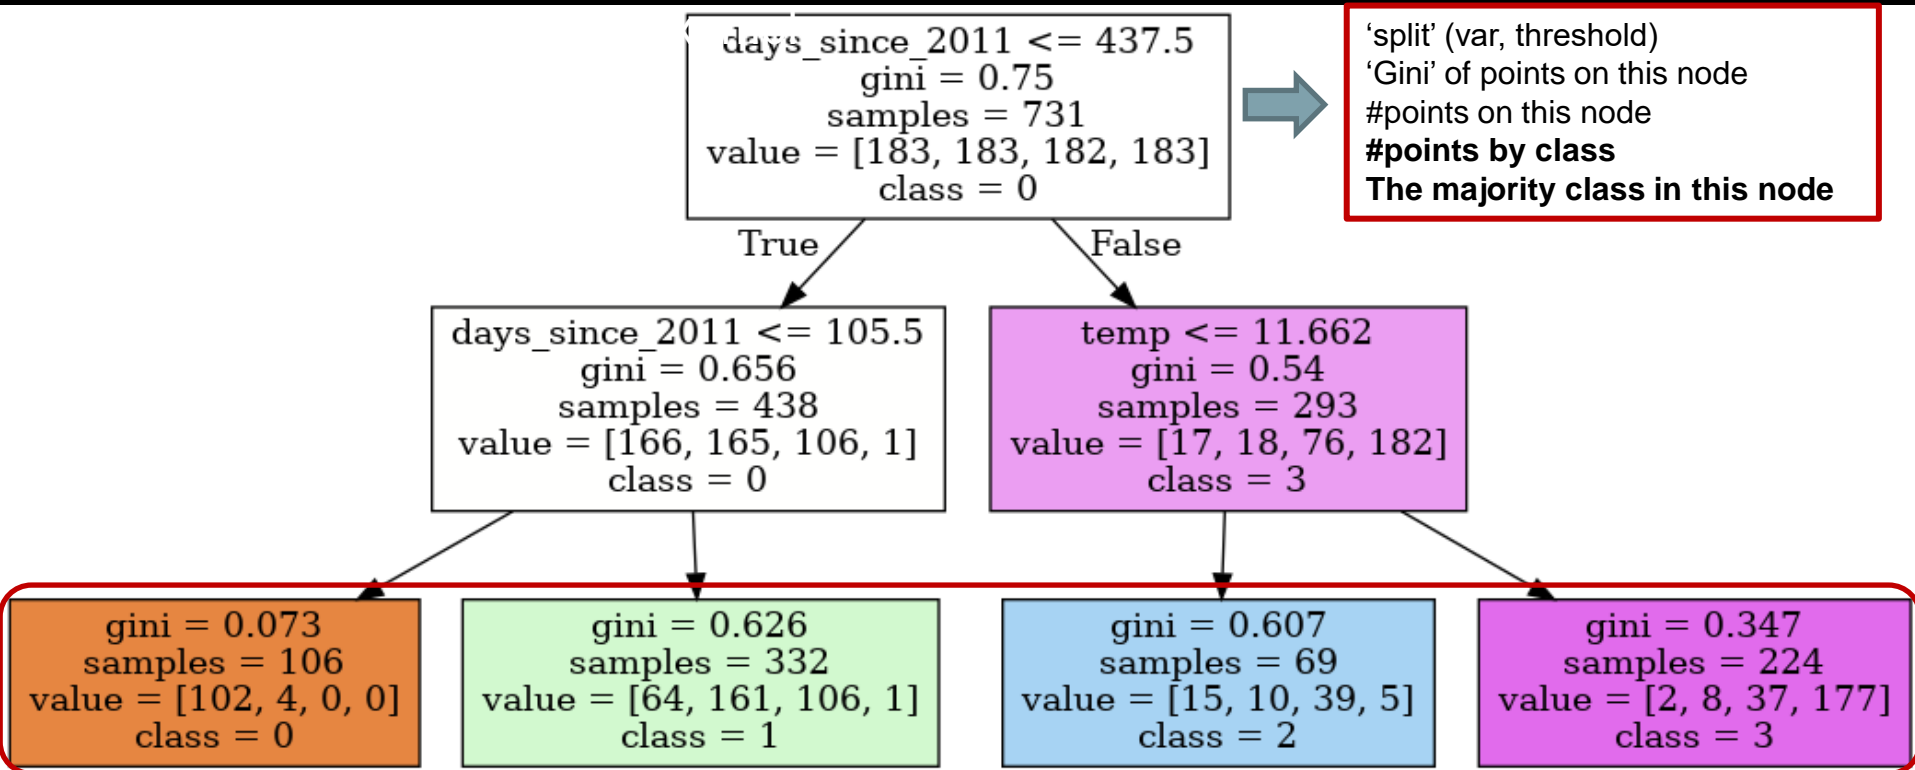 days_since_2011 <= 437.5
gini = 0.75
samples = 731
value = [183, 183, 182, 183]
class = 0
‘split’ (var, threshold)
‘Gini’ of points on this node
#points on this node
#points by class
The majority class in this node
True
False
days_since_2011 <= 105.5
gini = 0.656
samples = 438
value = [166, 165, 106, 1]
class = 0
temp <= 11.662
gini = 0.54
samples = 293
value = [17, 18, 76, 182]
class = 3
gini = 0.073
samples = 106
value = [102, 4, 0, 0]
class = 0
gini = 0.626
samples = 332
value = [64, 161, 106, 1]
class = 1
gini = 0.607
samples = 69
value = [15, 10, 39, 5]
class = 2
gini = 0.347
samples = 224
value = [2, 8, 37, 177]
class = 3